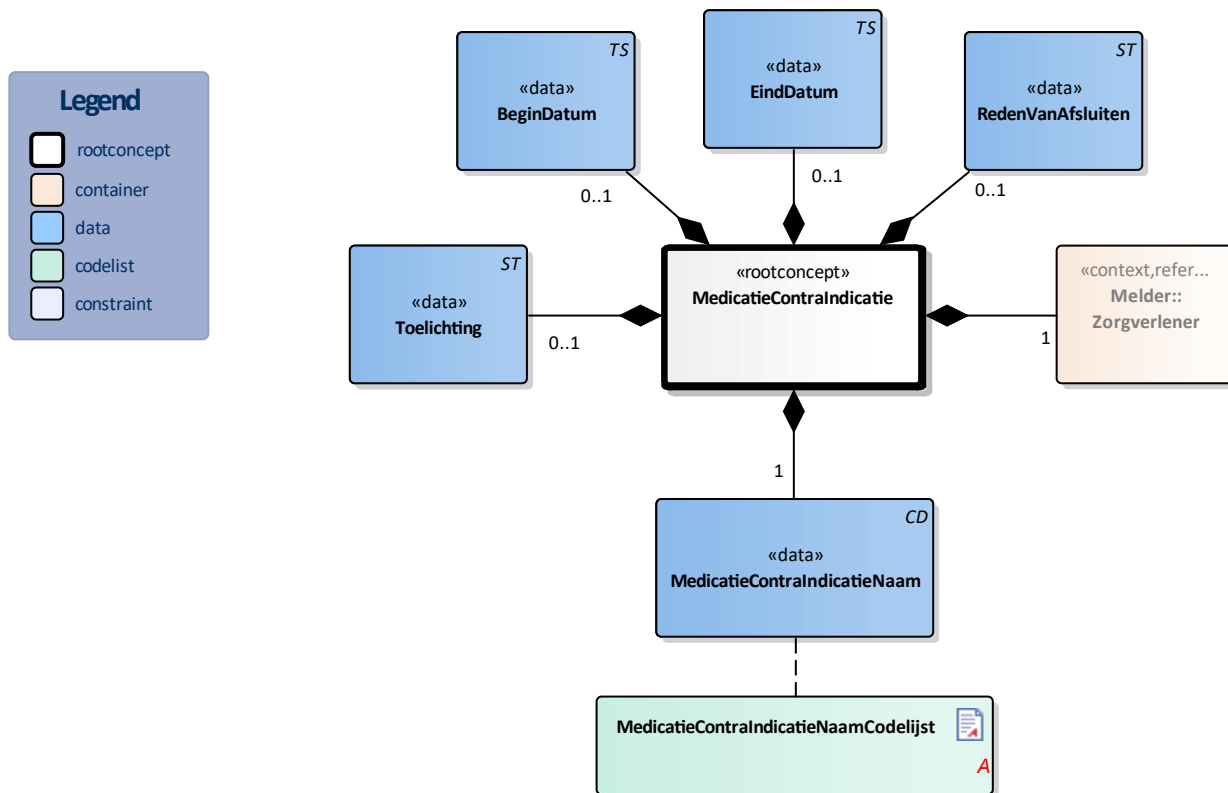 Legend
rootconcept
container
data
codelist
constraint
TS
«data»
BeginDatum
0..1
TS
«data»
EindDatum
0..1
ST
«data»
RedenVanAfsluiten
0..1
ST
«data»
Toelichting
0..1
«rootconcept»
MedicatieContraIndicatie
«context,refer...
Melder::
Zorgverlener
1
1
CD
«data»
MedicatieContraIndicatieNaam
MedicatieContraIndicatieNaamCodelijst
A